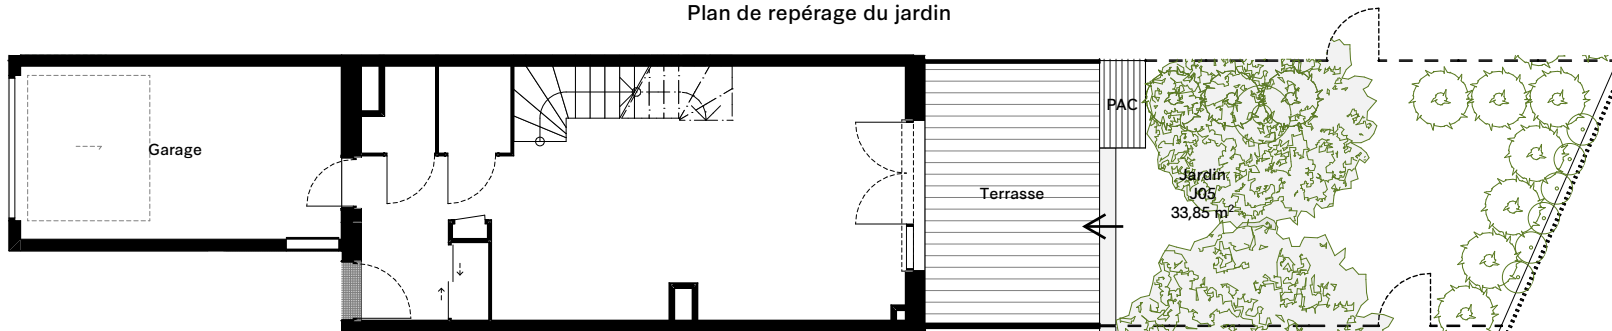 Plan de repérage du jardin
PAC
Garage
Terrasse
Jardin
J05
33,85 m²